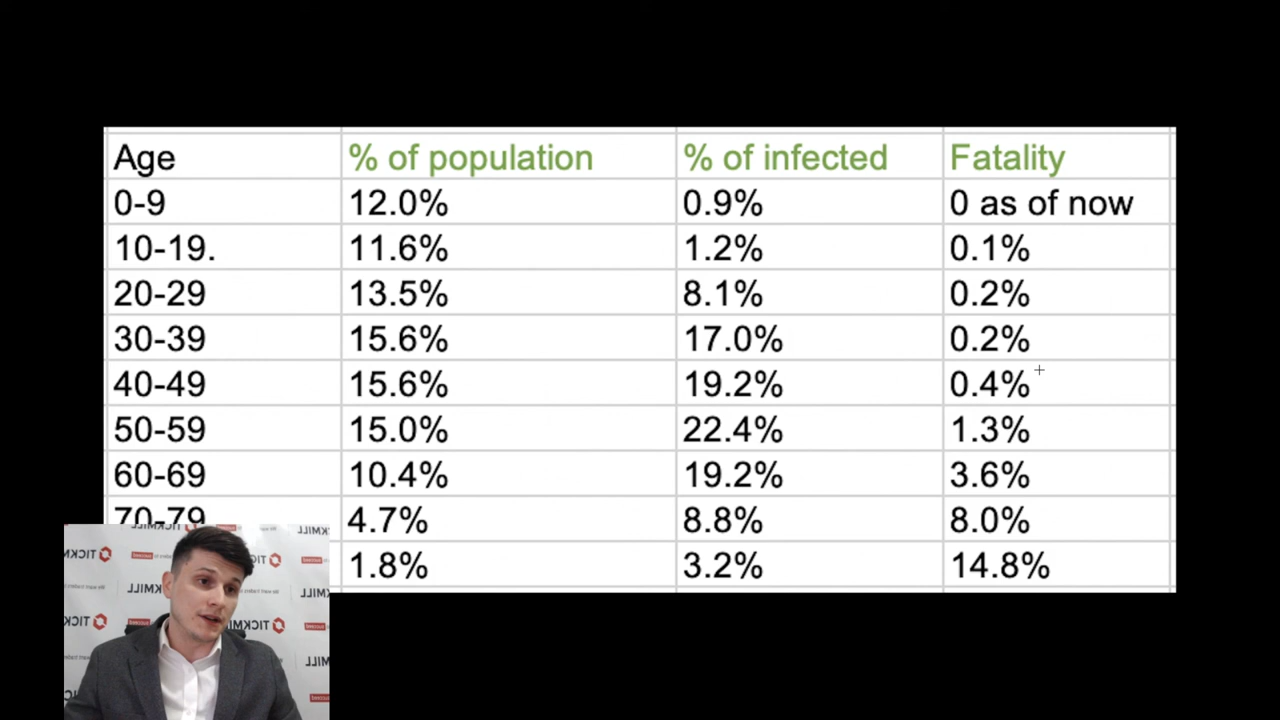 Age % of population % of infected Fatality
0-9 12.0% 0.9% 0 as of now
10-19. 11.6% 1.2% 0.1%
20-29 13.5% 8.1% 0.2%
30-39 15.6% 17.0% 0.2%
40-49 15.6% 19.2% 0.4%
50-59 15.0% 22.4% 1.3%
60-69 10.4% 19.2% 3.6%
70-79 4.7% 8.8% 8.0%
1.8% 3.2% 14.8%
TICKMILL
TICKMILL
TICKMILL